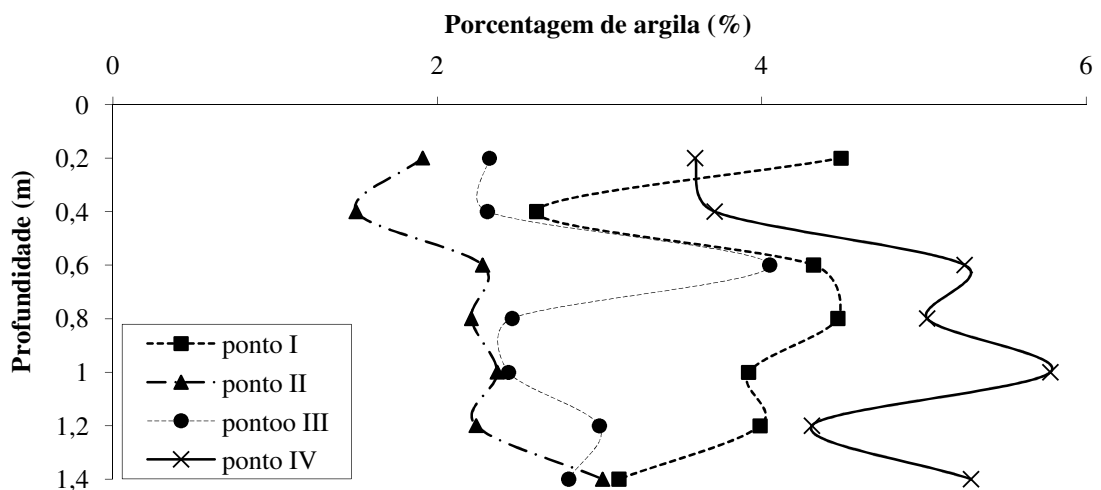 Porcentagem de argila (%)
0 2 4 6
Profundidade (m)
0
0,2
0,4
0,6
0,8
1
1,2
1,4
ponto I
ponto II
pontoo III
ponto IV